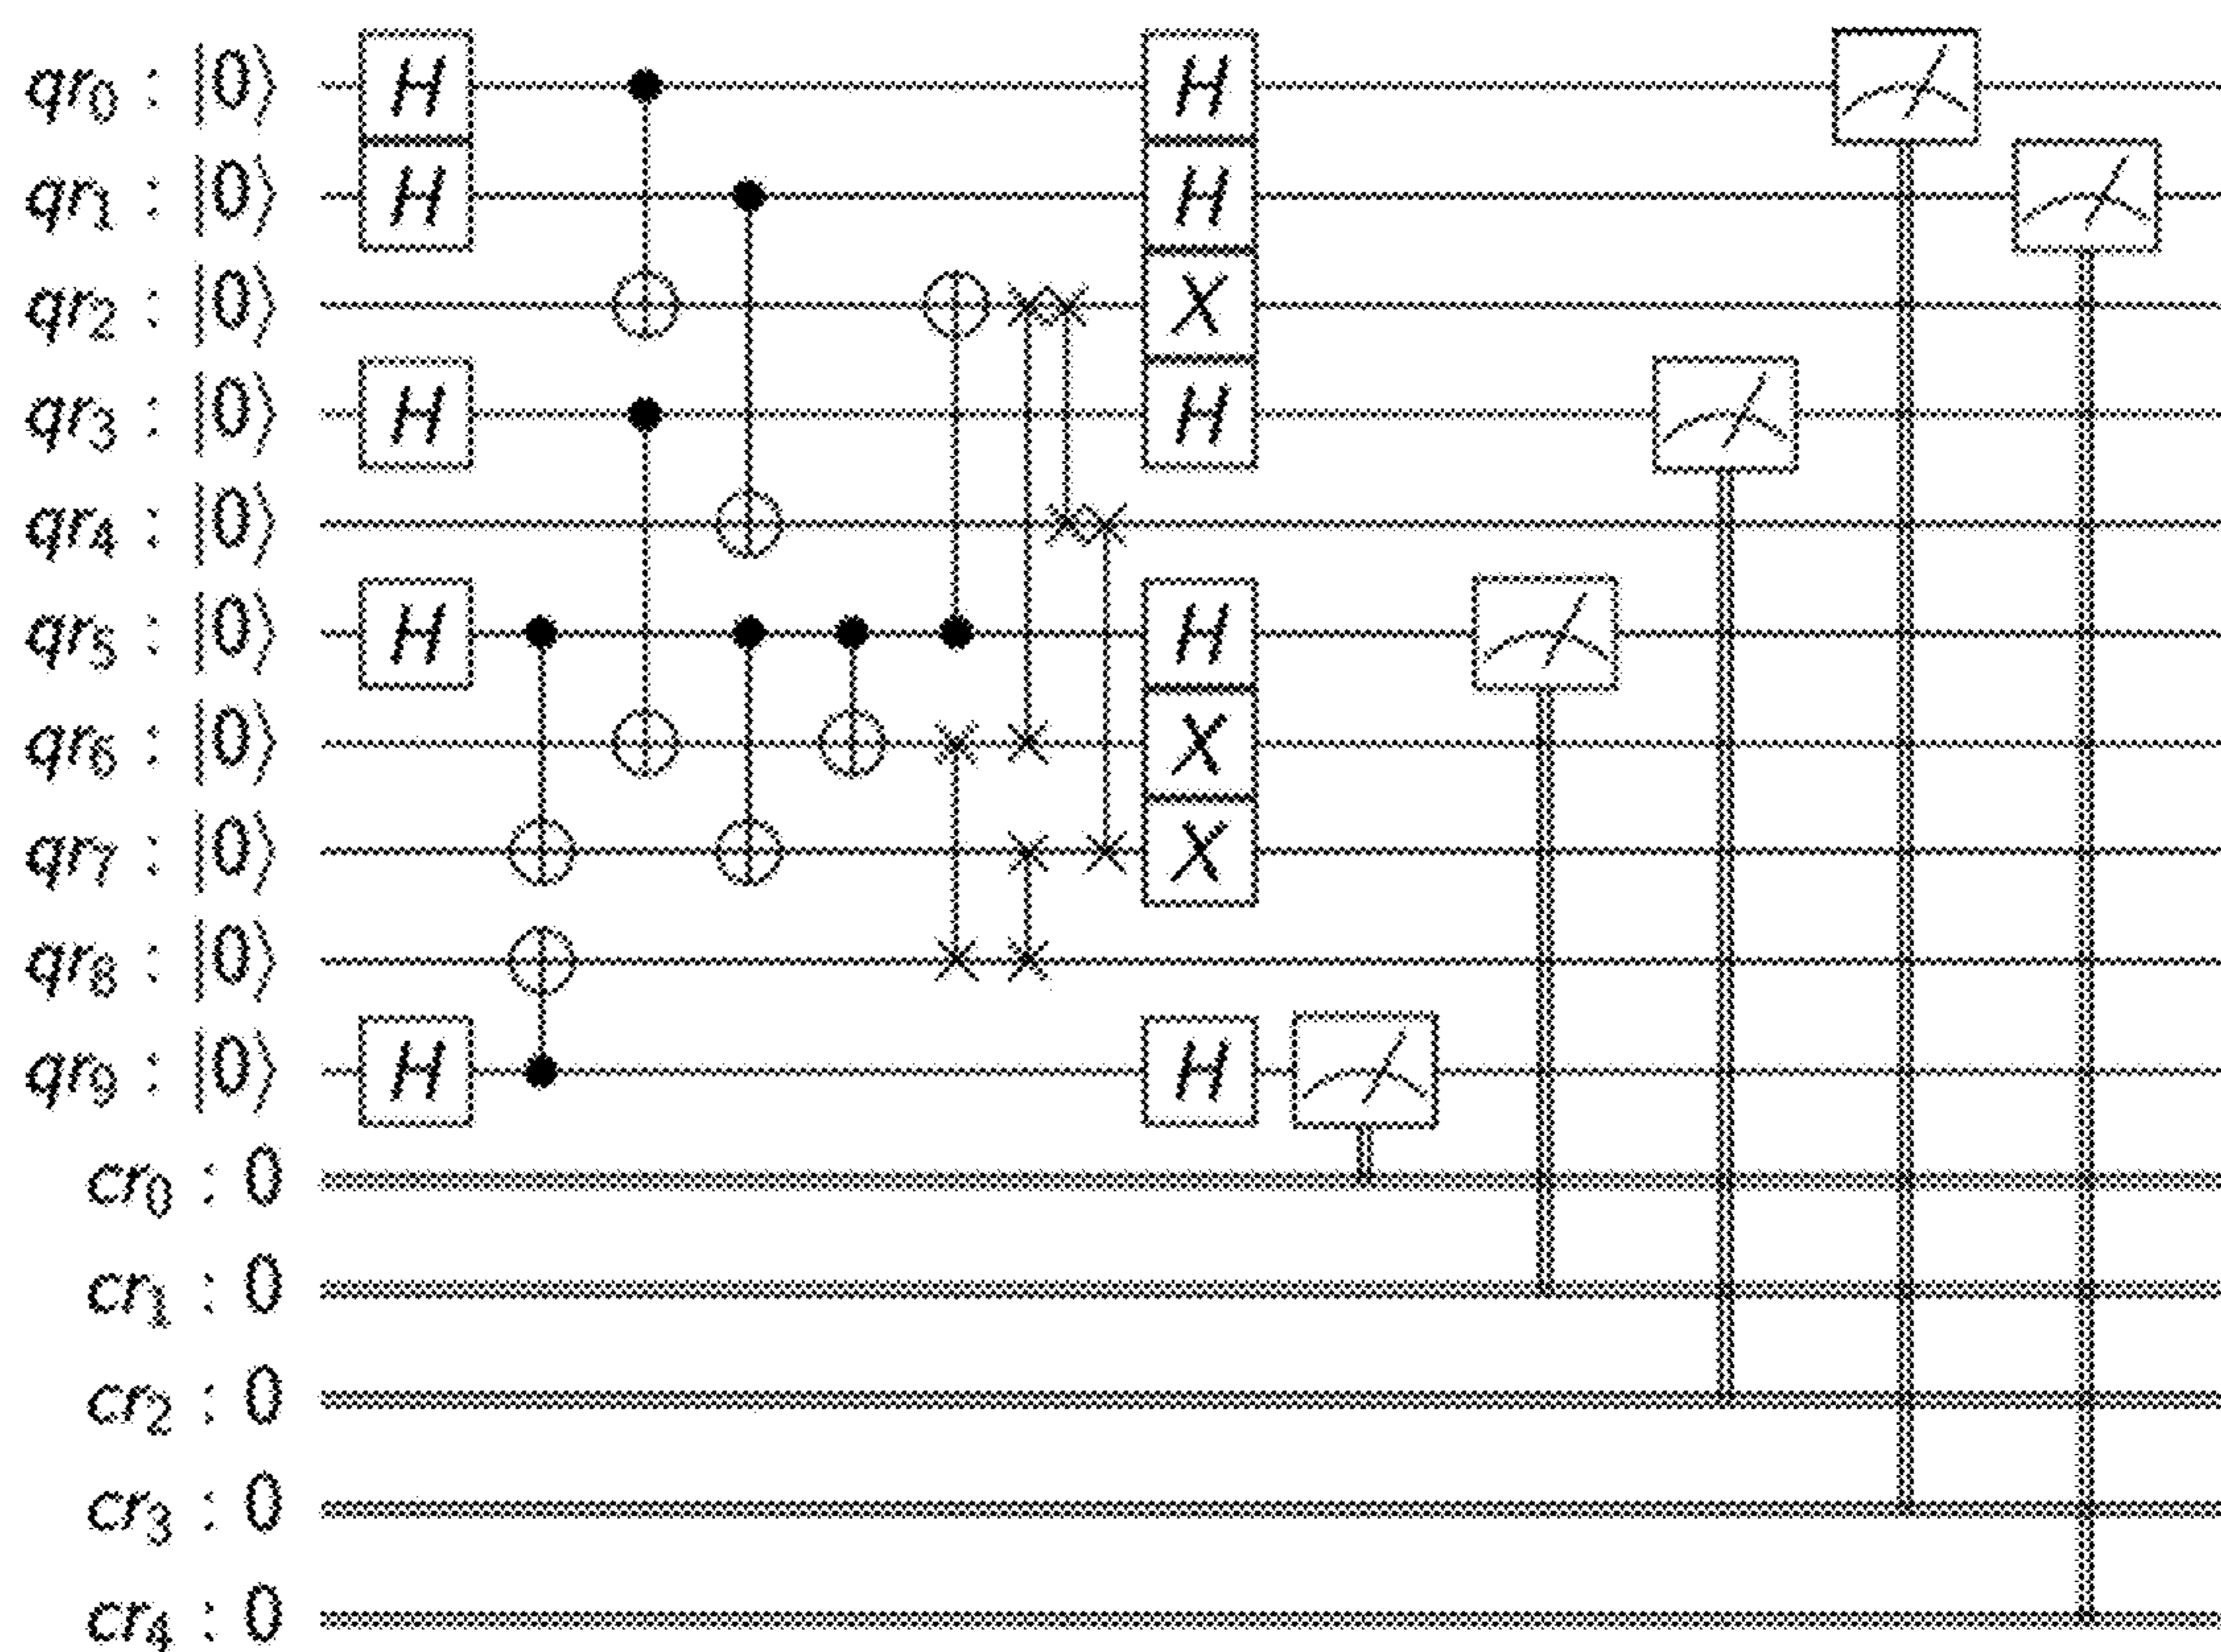 qr0 : |0⟩ H H
qr1 : |0⟩ H H
qr2 : |0⟩ X
qr3 : |0⟩ H H
qr4 : |0⟩
qr5 : |0⟩ H H
qr6 : |0⟩ X
qr7 : |0⟩ X
qr8 : |0⟩
qr9 : |0⟩ H H
cr0 : 0
cr1 : 0
cr2 : 0
cr3 : 0
cr4 : 0